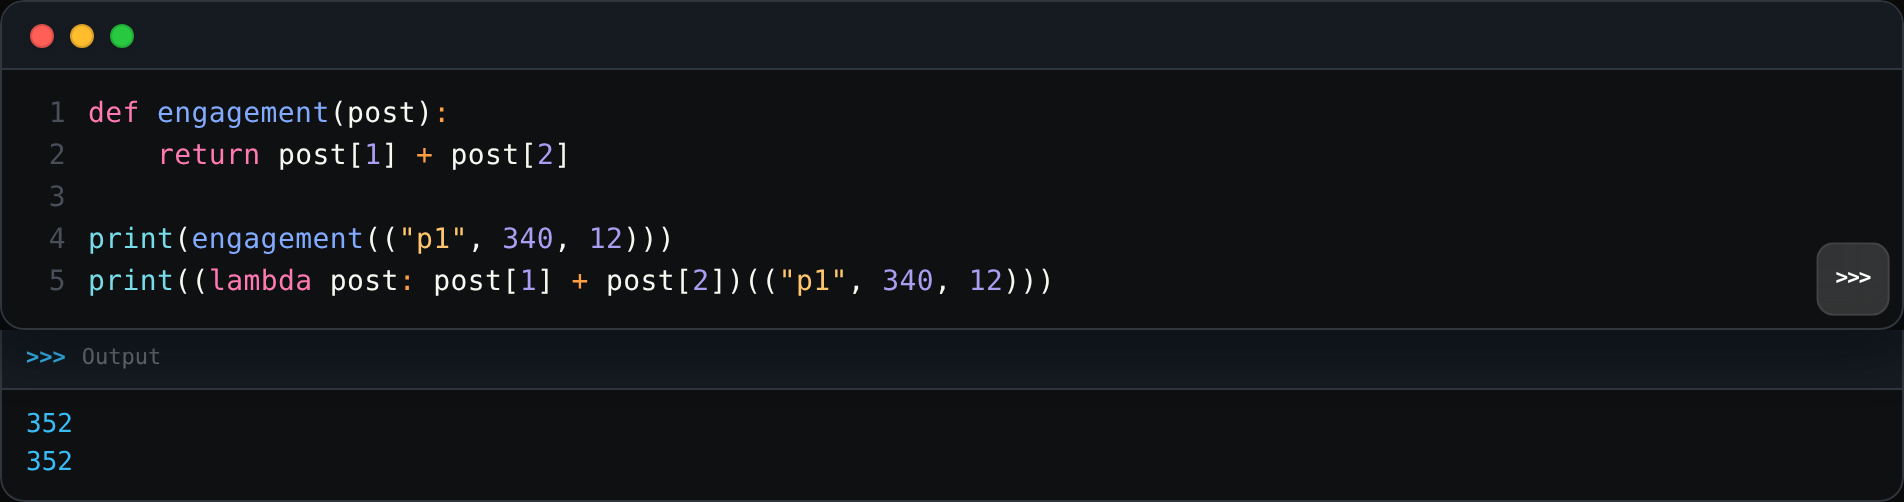 1 def engagement(post):
2     return post[1] + post[2]
3
4 print(engagement(("p1", 340, 12)))
5 print((lambda post: post[1] + post[2])(("p1", 340, 12)))
>>>
>>> Output
352
352